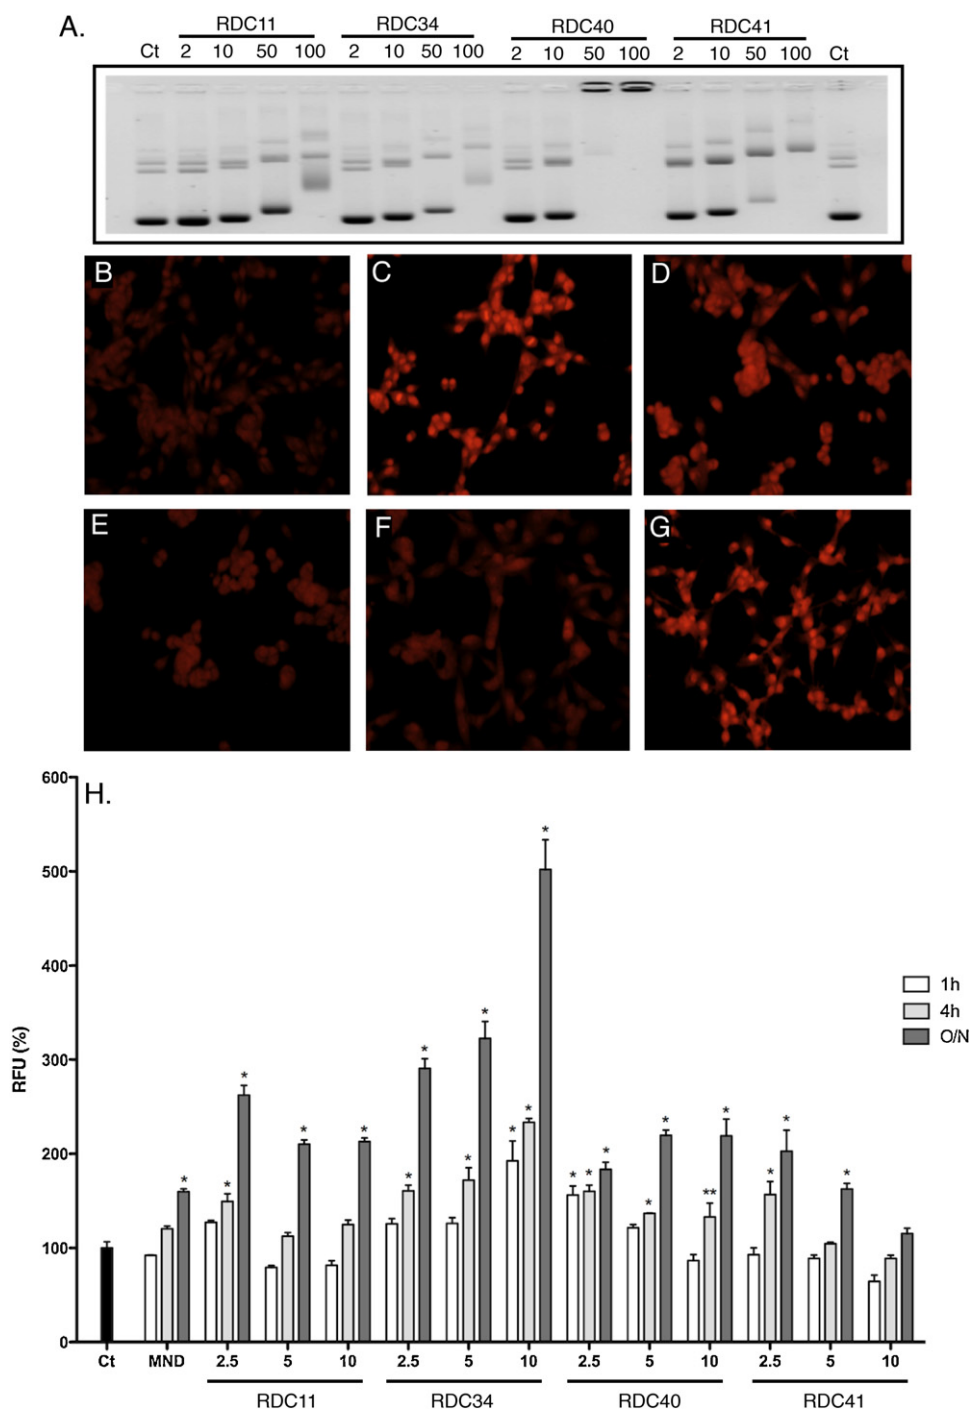 A.
RDC11 RDC34 RDC40 RDC41
Ct 2 10 50 100 2 10 50 100 2 10 50 100 2 10 50 100 Ct
B C D
E F G
H.
600
500
400
300
200
100
0
RFU (%)
* * * * * * * * * * * * * * * * * ** * * * *
1h
4h
O/N
Ct MND 2.5 5 10 2.5 5 10 2.5 5 10 2.5 5 10
RDC11 RDC34 RDC40 RDC41